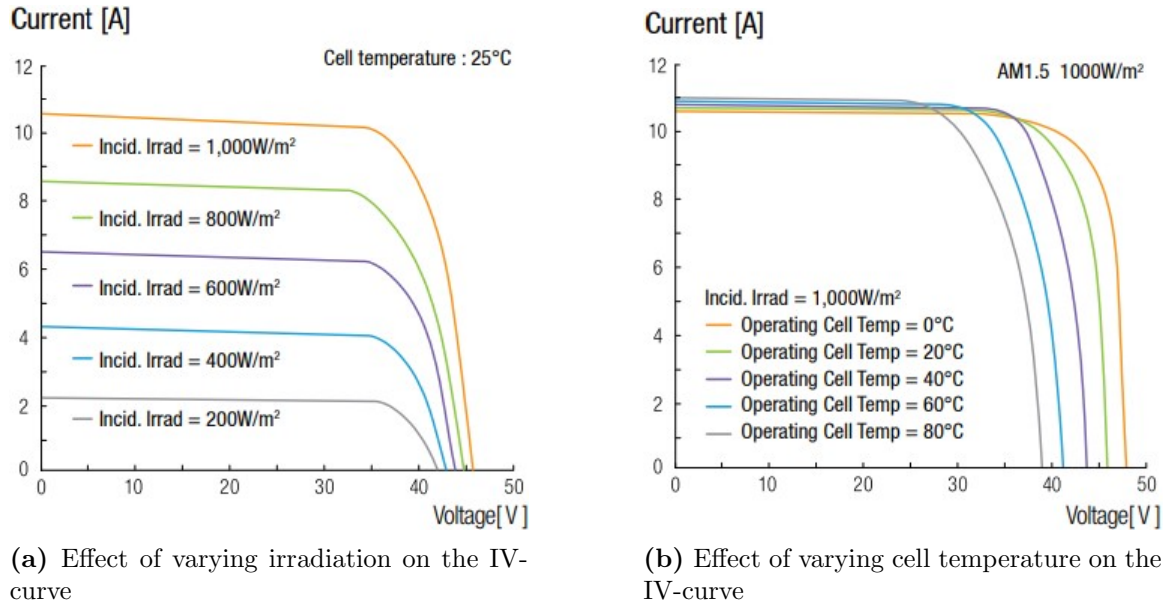 Current [A]
Cell temperature : 25°C
12
10
8
6
4
2
0
Incid. Irrad = 1,000W/m²
Incid. Irrad = 800W/m²
Incid. Irrad = 600W/m²
Incid. Irrad = 400W/m²
Incid. Irrad = 200W/m²
0 10 20 30 40 50
Voltage[ V ]
(a) Effect of varying irradiation on the IV-
curve
Current [A]
AM1.5 1000W/m²
12
10
8
6
4
2
0
Incid. Irrad = 1,000W/m²
Operating Cell Temp = 0°C
Operating Cell Temp = 20°C
Operating Cell Temp = 40°C
Operating Cell Temp = 60°C
Operating Cell Temp = 80°C
0 10 20 30 40 50
Voltage[ V ]
(b) Effect of varying cell temperature on the
IV-curve